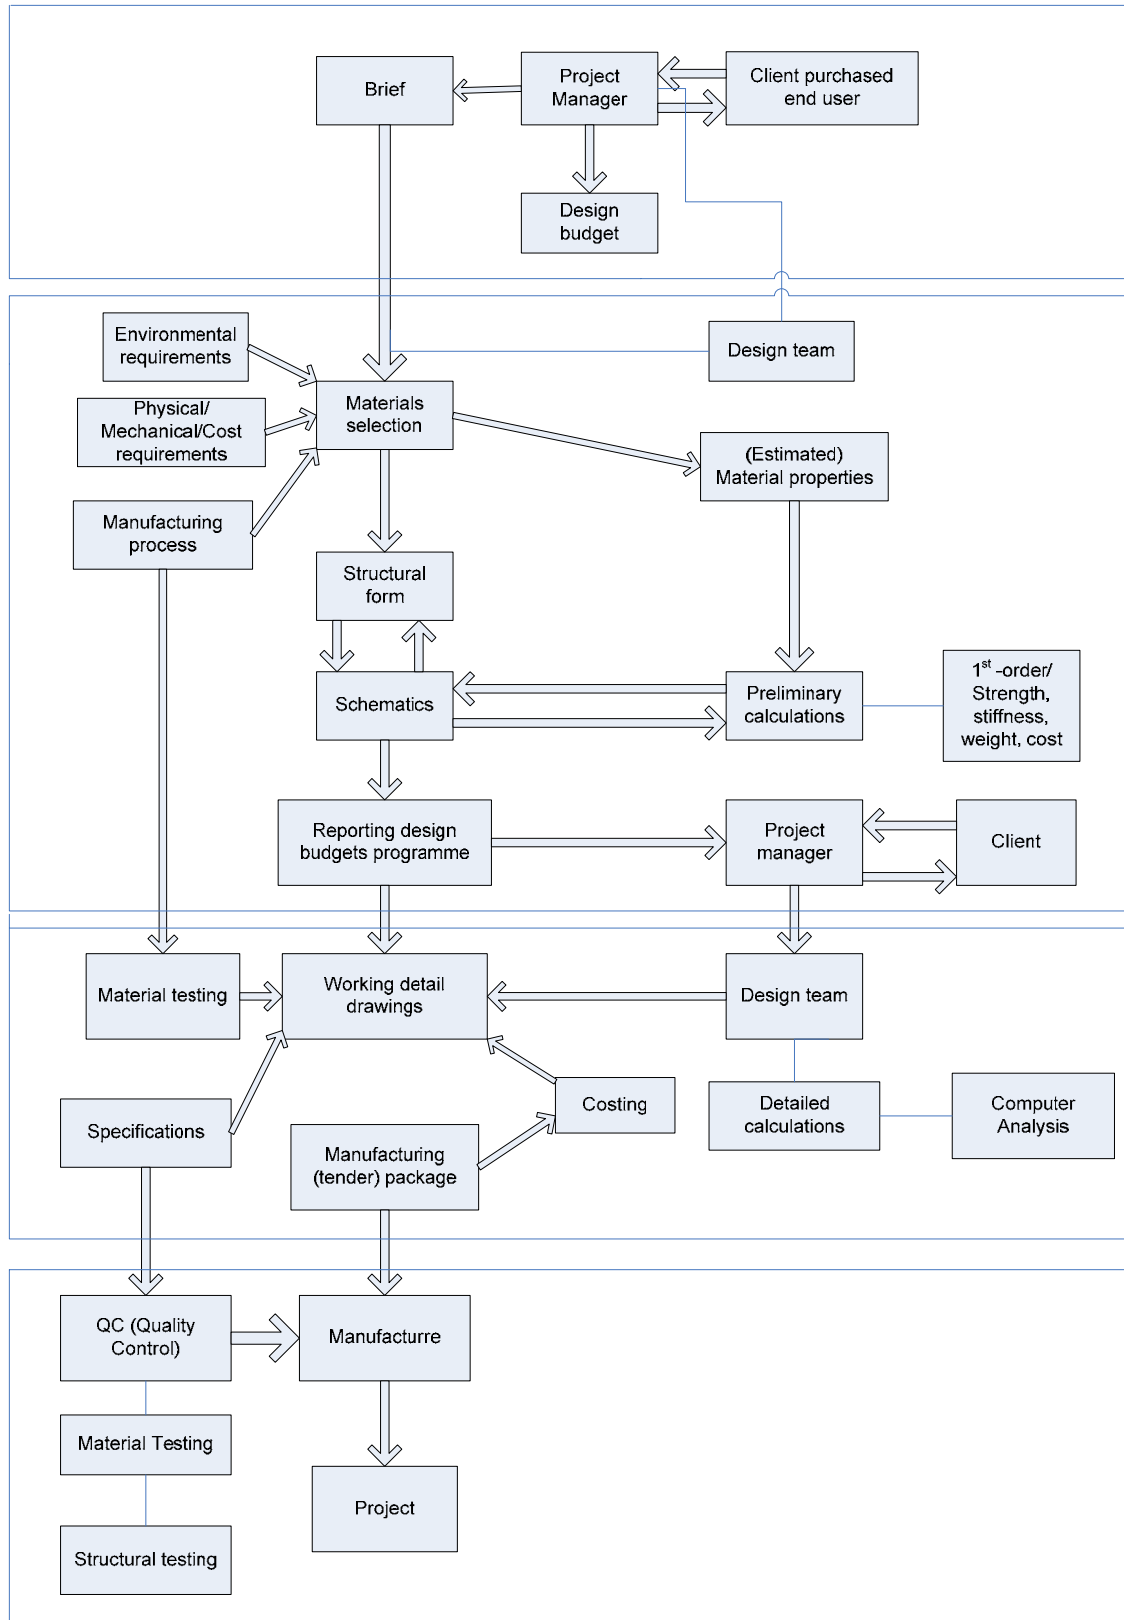 Brief
Project
Manager
Client purchased
end user
Design
budget
Environmental
requirements
Design team
Physical/
Mechanical/Cost
requirements
Materials
selection
(Estimated)
Material properties
Manufacturing
process
Structural
form
Schematics
Preliminary
calculations
1st -order/
Strength,
stiffness,
weight, cost
Reporting design
budgets programme
Project
manager
Client
Material testing
Working detail
drawings
Design team
Costing
Detailed
calculations
Computer
Analysis
Specifications
Manufacturing
(tender) package
QC (Quality
Control)
Manufacturre
Material Testing
Project
Structural testing